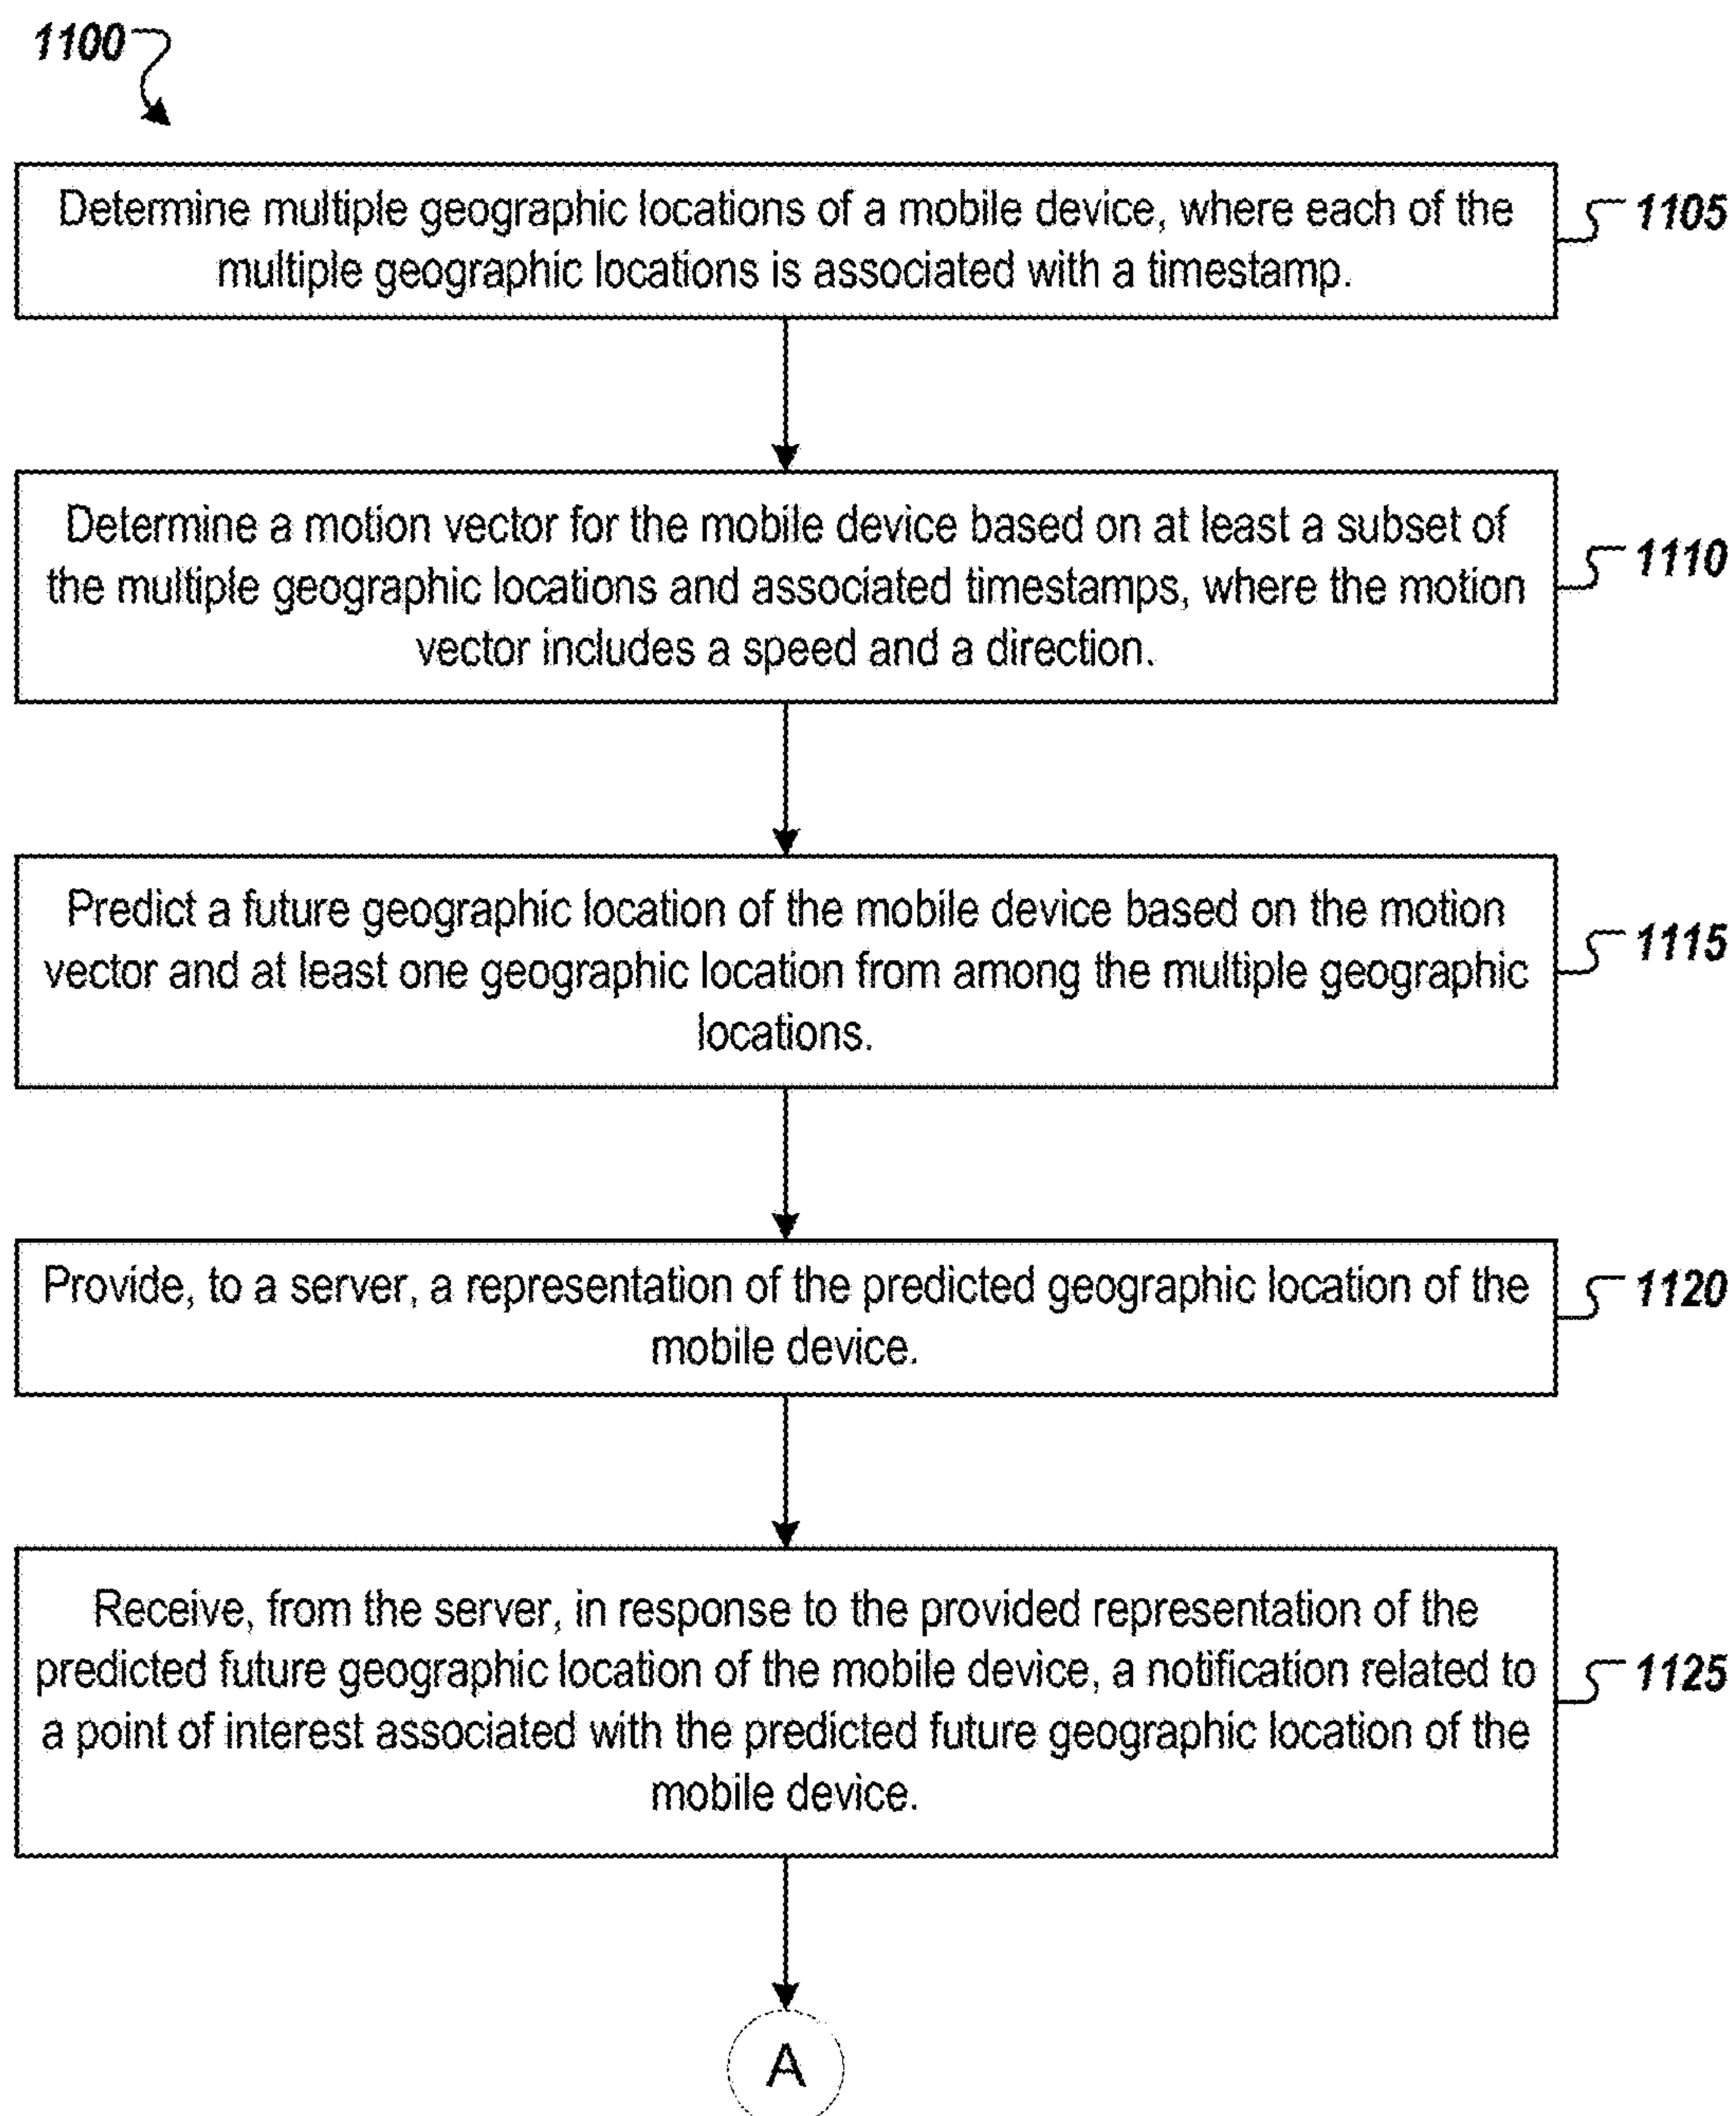 1100
Determine multiple geographic locations of a mobile device, where each of the
multiple geographic locations is associated with a timestamp.
1105
Determine a motion vector for the mobile device based on at least a subset of
the multiple geographic locations and associated timestamps, where the motion
vector includes a speed and a direction.
1110
Predict a future geographic location of the mobile device based on the motion
vector and at least one geographic location from among the multiple geographic
locations.
1115
Provide, to a server, a representation of the predicted geographic location of the
mobile device.
1120
Receive, from the server, in response to the provided representation of the
predicted future geographic location of the mobile device, a notification related to
a point of interest associated with the predicted future geographic location of the
mobile device.
1125
A